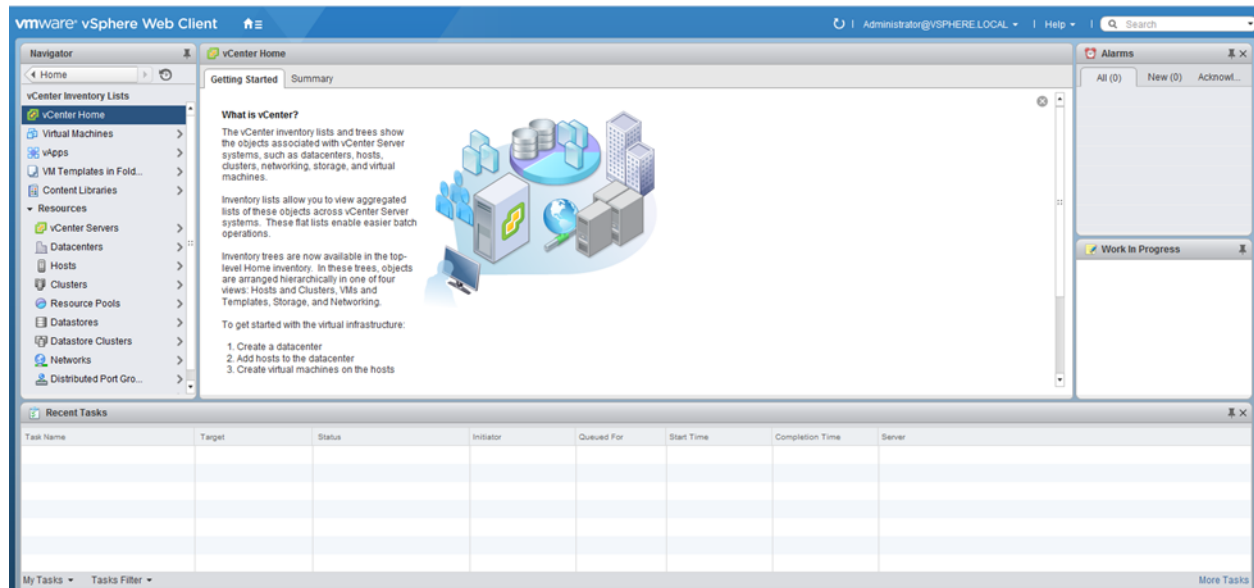 vmware® vSphere Web Client
Administrator@VSPHERE.LOCAL
Help
Search
Navigator
Home
vCenter Inventory Lists
vCenter Home
Virtual Machines
vApps
VM Templates in Fold...
Content Libraries
Resources
vCenter Servers
Datacenters
Hosts
Clusters
Resource Pools
Datastores
Datastore Clusters
Networks
Distributed Port Gro...
vCenter Home
Getting Started Summary
What is vCenter?
The vCenter inventory lists and trees show
the objects associated with vCenter Server
systems, such as datacenters, hosts,
clusters, networking, storage, and virtual
machines.
Inventory lists allow you to view aggregated
lists of these objects across vCenter Server
systems. These flat lists enable easier batch
operations.
Inventory trees are now available in the top-
level Home inventory. In these trees, objects
are arranged hierarchically in one of four
views: Hosts and Clusters, VMs and
Templates, Storage, and Networking.
To get started with the virtual infrastructure:
1. Create a datacenter
2. Add hosts to the datacenter
3. Create virtual machines on the hosts
Alarms
All (0) New (0) Acknowl...
Work In Progress
Recent Tasks
Task Name Target Status Initiator Queued For Start Time Completion Time Server
My Tasks Tasks Filter More Tasks